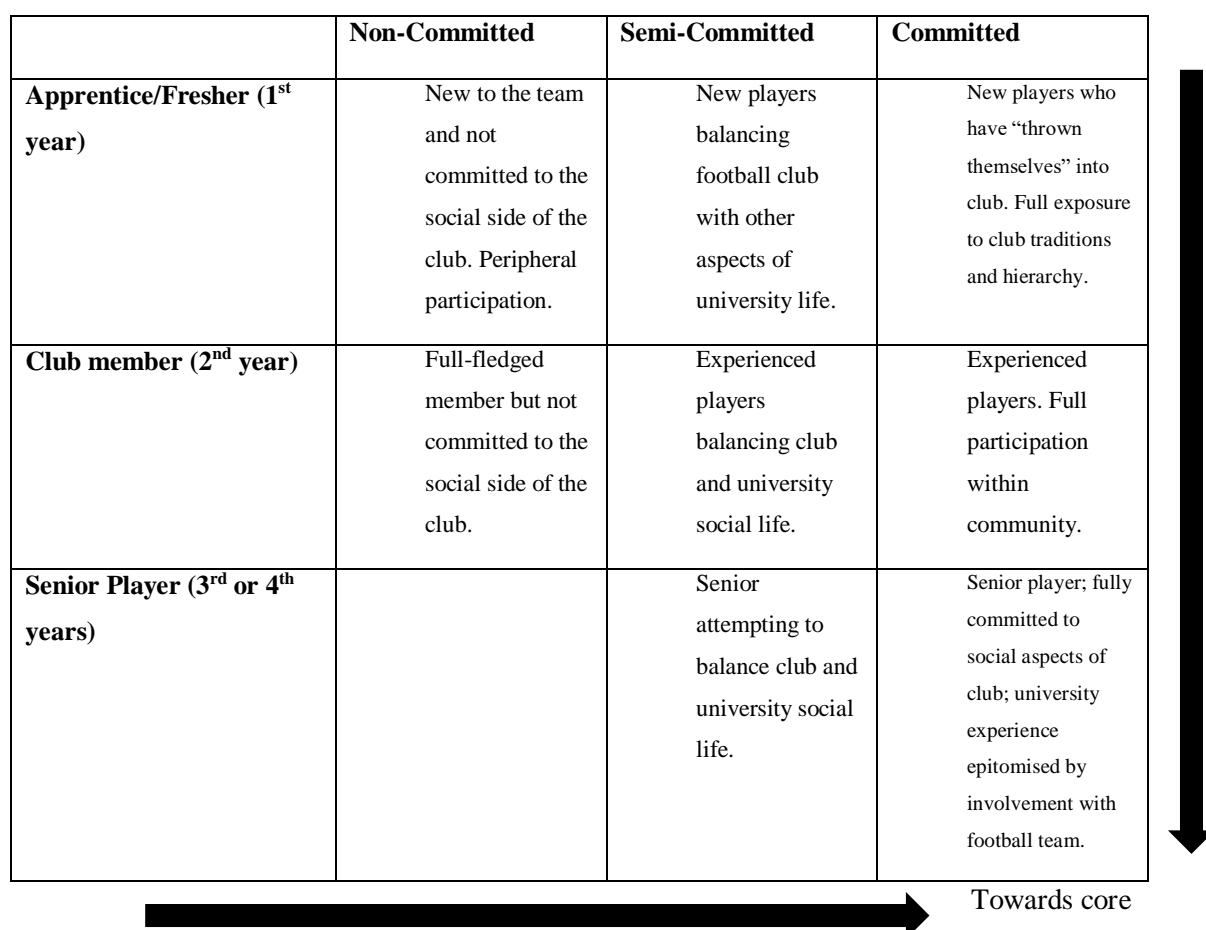 Non-Committed
Semi-Committed
Committed
Apprentice/Fresher (1st
year)
New to the team
and not
committed to the
social side of the
club. Peripheral
participation.
New players
balancing
football club
with other
aspects of
university life.
New players who
have “thrown
themselves” into
club. Full exposure
to club traditions
and hierarchy.
Club member (2nd year)
Full-fledged
member but not
committed to the
social side of the
club.
Experienced
players
balancing club
and university
social life.
Experienced
players. Full
participation
within
community.
Senior Player (3rd or 4th
years)
Senior
attempting to
balance club and
university social
life.
Senior player; fully
committed to
social aspects of
club; university
experience
epitomised by
involvement with
football team.
Towards core